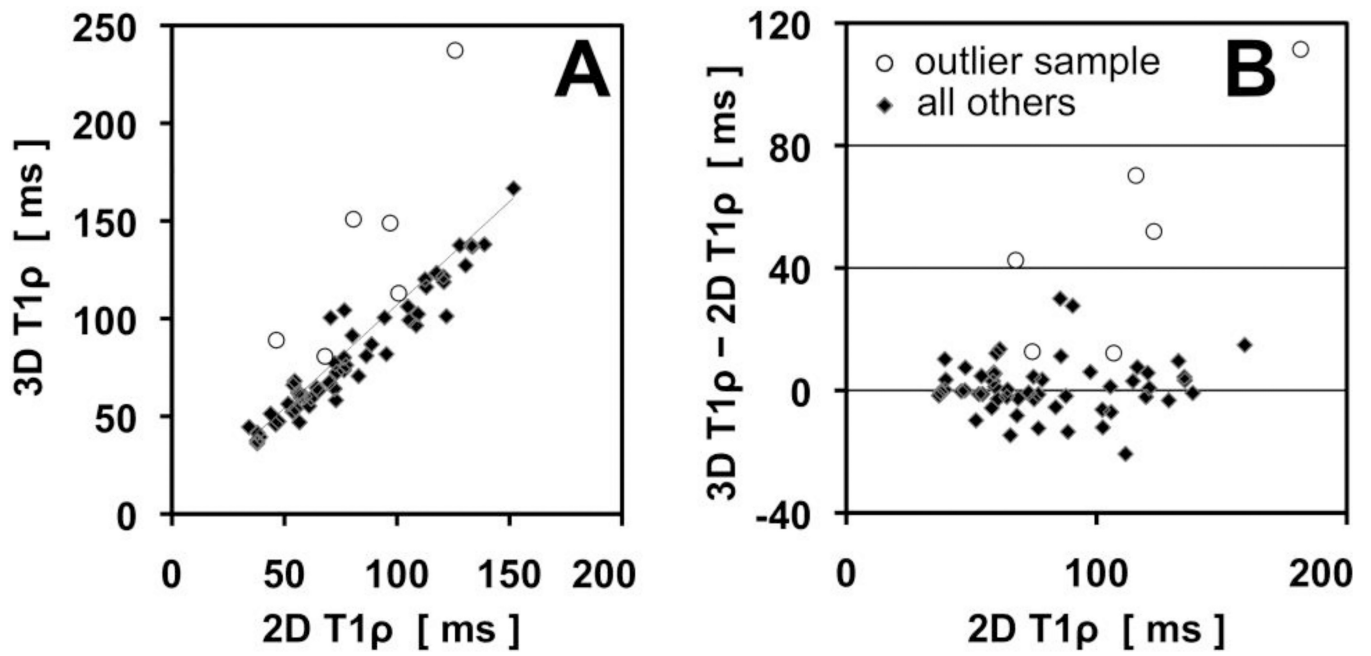 A
250
200
150
100
50
0
3D T1ρ [ ms ]
0 50 100 150 200
2D T1ρ [ ms ]
B
outlier sample
all others
120
80
40
0
-40
3D T1ρ – 2D T1ρ [ ms ]
0 100 200
2D T1ρ [ ms ]